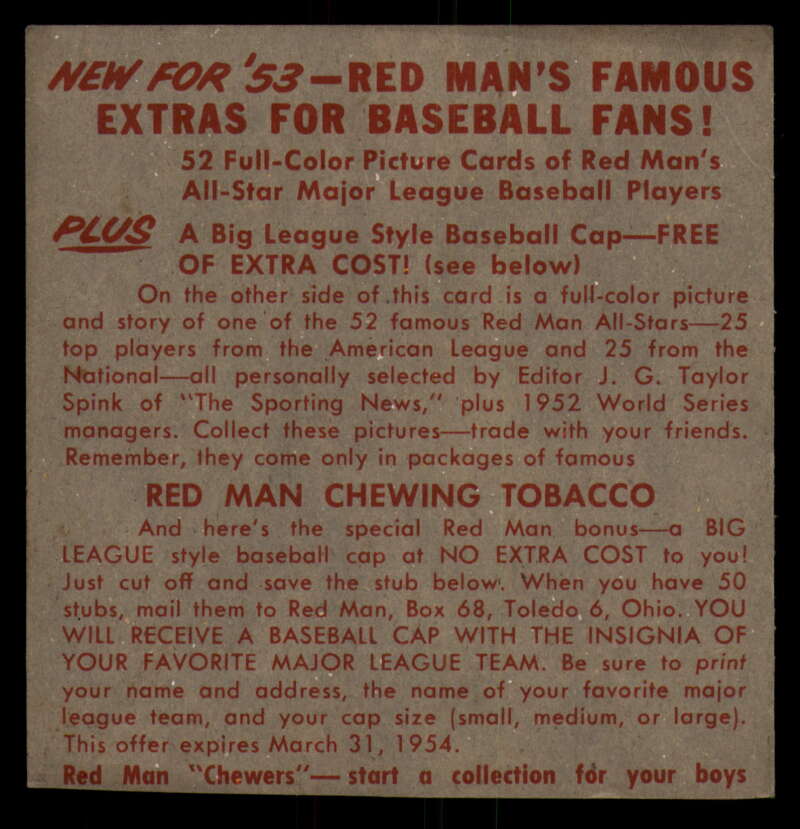 NEW FOR '53—RED MAN'S FAMOUS
EXTRAS FOR BASEBALL FANS!
52 Full-Color Picture Cards of Red Man's
All-Star Major League Baseball Players
PLUS A Big League Style Baseball Cap—FREE
OF EXTRA COST! (see below)
On the other side of this card is a full-color picture
and story of one of the 52 famous Red Man All-Stars—25
top players from the American League and 25 from the
National—all personally selected by Editor J. G. Taylor
Spink of "The Sporting News," plus 1952 World Series
managers. Collect these pictures—trade with your friends.
Remember, they come only in packages of famous
RED MAN CHEWING TOBACCO
And here's the special Red Man bonus—a BIG
LEAGUE style baseball cap at NO EXTRA COST to you!
Just cut off and save the stub below. When you have 50
stubs, mail them to Red Man, Box 68, Toledo 6, Ohio. YOU
WILL RECEIVE A BASEBALL CAP WITH THE INSIGNIA OF
YOUR FAVORITE MAJOR LEAGUE TEAM. Be sure to print
your name and address, the name of your favorite major
league team, and your cap size (small, medium, or large).
This offer expires March 31, 1954.
Red Man "Chewers"—start a collection for your boys